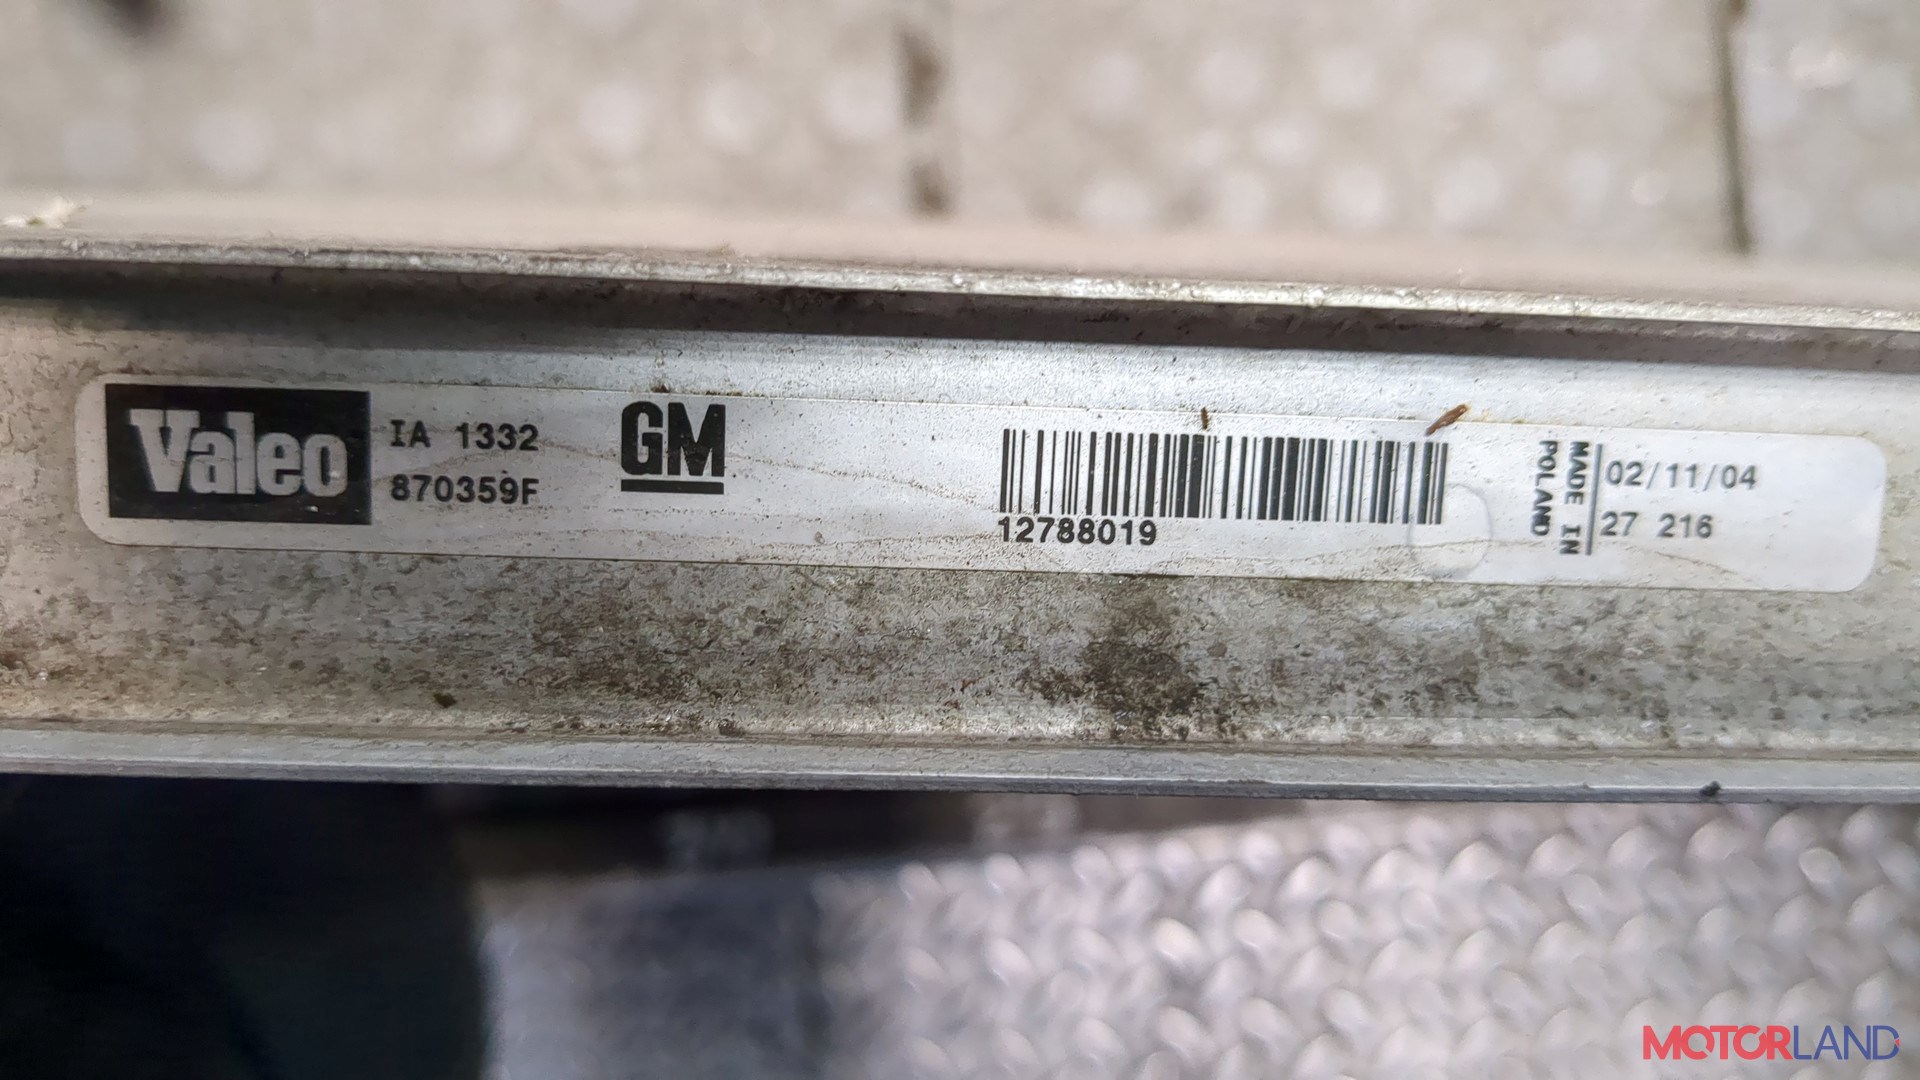 Valeo
IA 1332
870359F
GM
12788019
MADE IN
POLAND
02/11/04
27 216
MOTORLAND